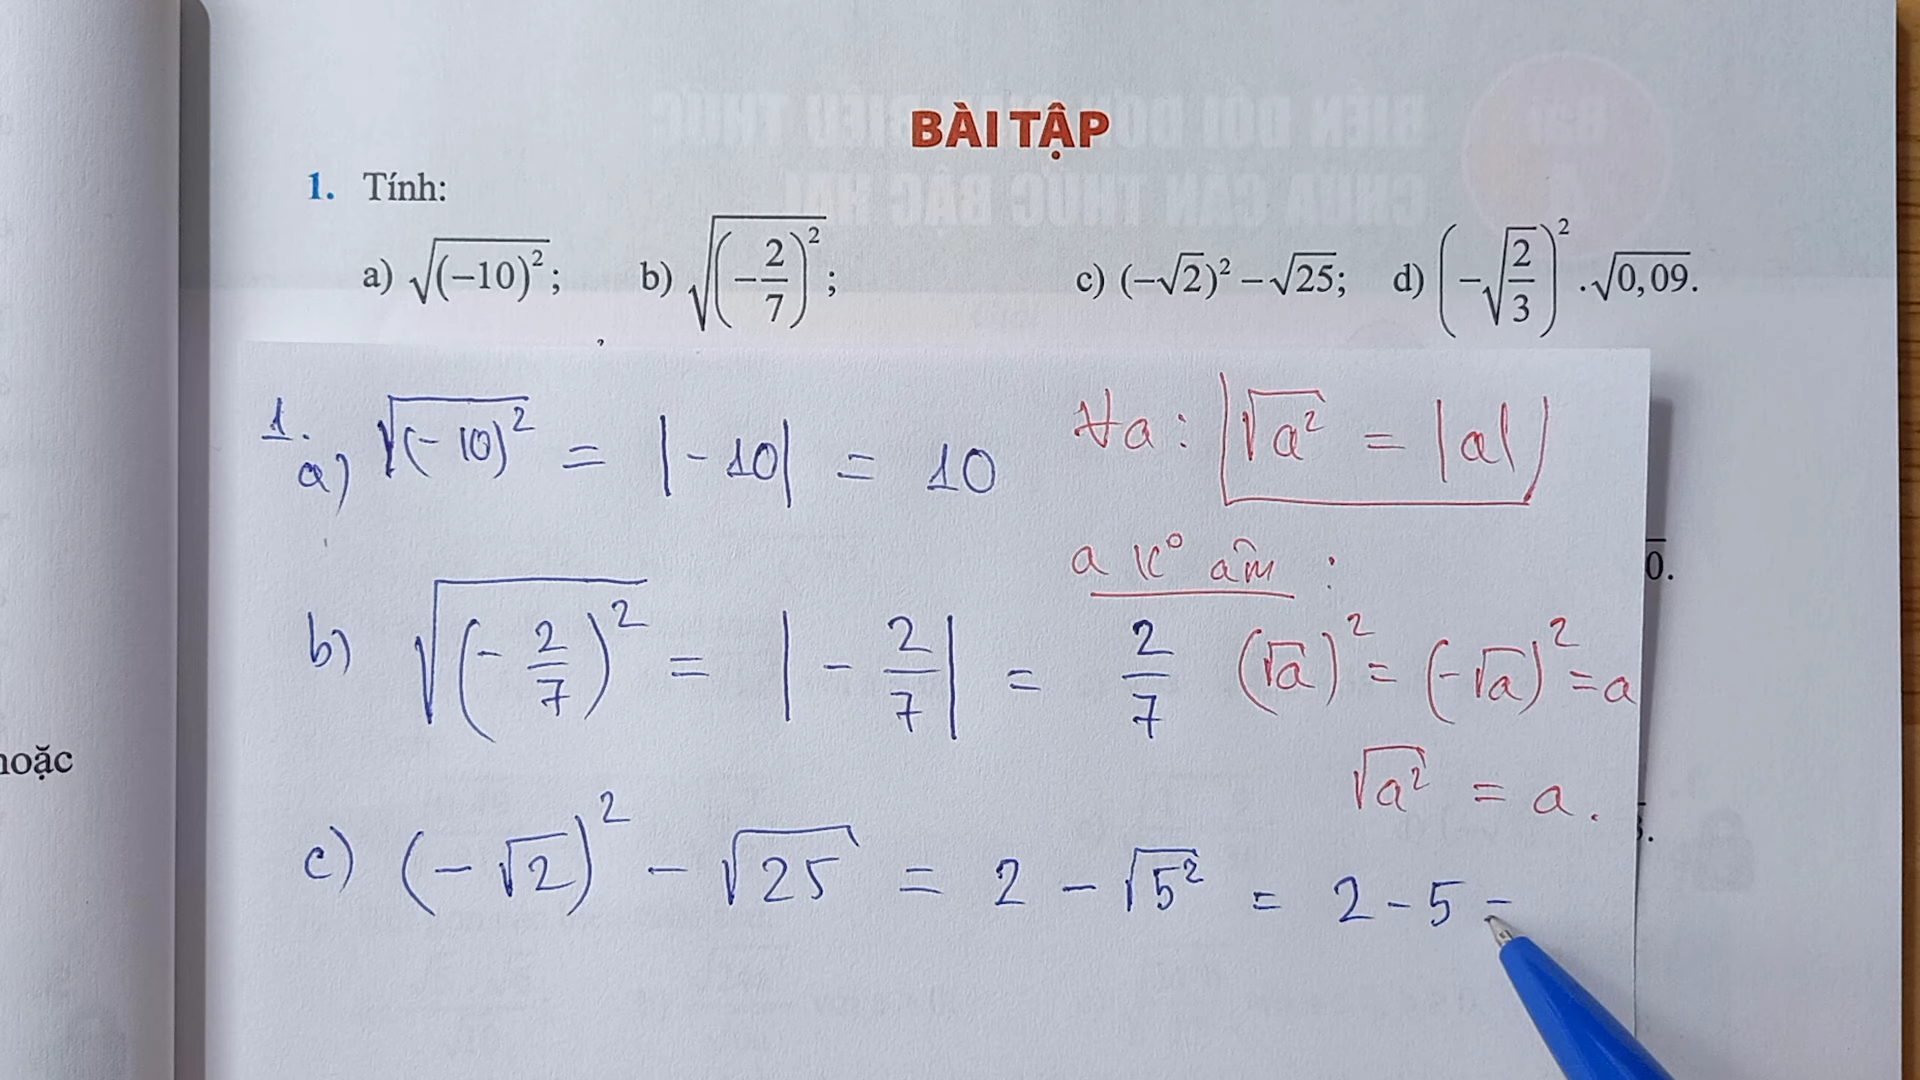 BÀI TẬP
1. Tính:
a) √(−10)²; b) √(−2/7)²; c) (−√2)² − √25; d) (−√(2/3))² . √0,09.
1.
a) √(−10)² = |−10| = 10
∀a: √a² = |a|
a k° âm :
b) √(−2/7)² = |−2/7| = 2/7
(√a)² = (−√a)² = a
√a² = a.
c) (−√2)² − √25 = 2 − √5² = 2 − 5 =
0.
hoặc